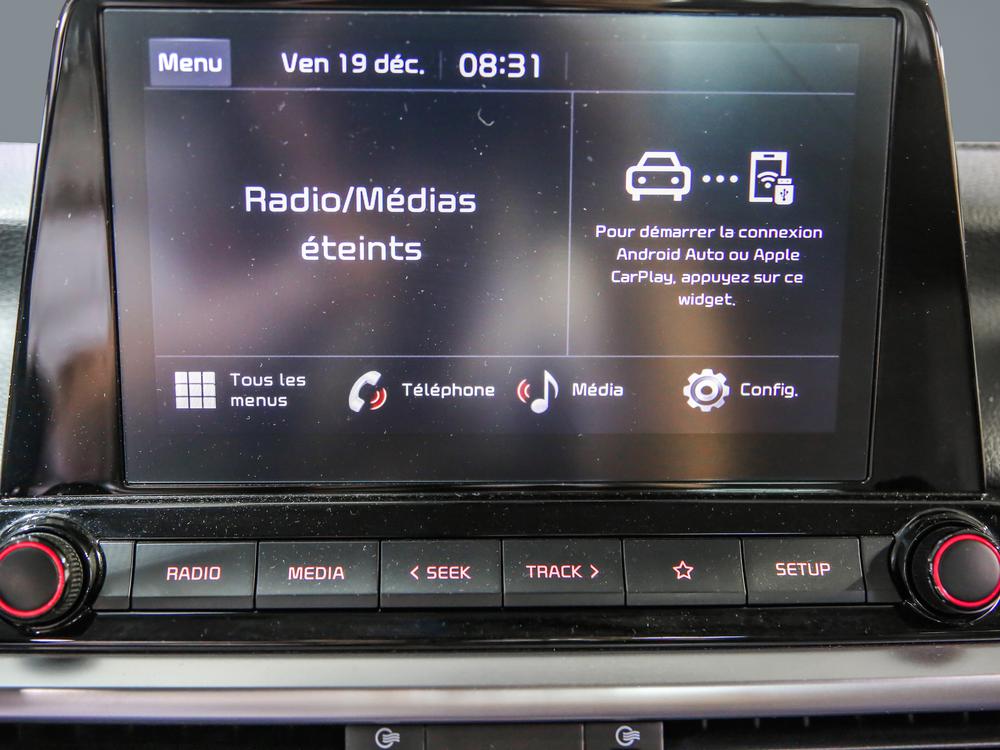 Menu Ven 19 déc. 08:31
Radio/Médias
éteints
Pour démarrer la connexion
Android Auto ou Apple
CarPlay, appuyez sur ce
widget.
Tous les
menus
Téléphone
Média
Config.
RADIO MEDIA < SEEK TRACK > SETUP